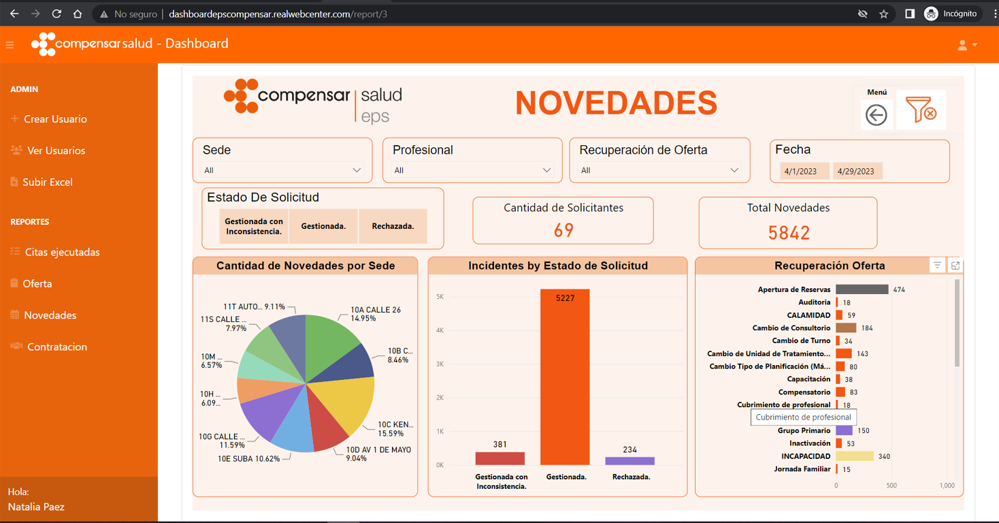 No seguro
dashboardepscompensar.realwebcenter.com/report/3
Incógnito
compensar salud - Dashboard
ADMIN
Crear Usuario
Ver Usuarios
Subir Excel
REPORTES
Citas ejecutadas
Oferta
Novedades
Contratacion
Hola:
Natalia Paez
compensar salud
eps
NOVEDADES
Menú
Sede
All
Profesional
All
Recuperación de Oferta
All
Fecha
4/1/2023 4/29/2023
Estado De Solicitud
Gestionada con
Inconsistencia.
Gestionada.
Rechazada.
Cantidad de Solicitantes
69
Total Novedades
5842
Cantidad de Novedades por Sede
11T AUTO... 9.11%
10A CALLE 26
14.95%
11S CALLE ...
7.97%
10B C...
8.46%
10M ...
6.57%
10H ...
6.09...
10C KEN...
15.59%
10G CALLE ...
11.59%
10D AV 1 DE MAYO
9.04%
10E SUBA 10.62%
Incidentes by Estado de Solicitud
5K
4K
3K
2K
1K
0K
381
5227
234
Gestionada con
Inconsistencia.
Gestionada.
Rechazada.
Recuperación Oferta
Apertura de Reservas 474
Auditoria 18
CALAMIDAD 59
Cambio de Consultorio 184
Cambio de Turno 34
Cambio de Unidad de Tratamiento... 143
Cambio Tipo de Planificación (Má... 80
Capacitación 38
Compensatorio 83
Cubrimiento de profesional 18
Cubrimiento de profesional
Grupo Primario 150
Inactivación 53
INCAPACIDAD 340
Jornada Familiar 15
0 500 1,000